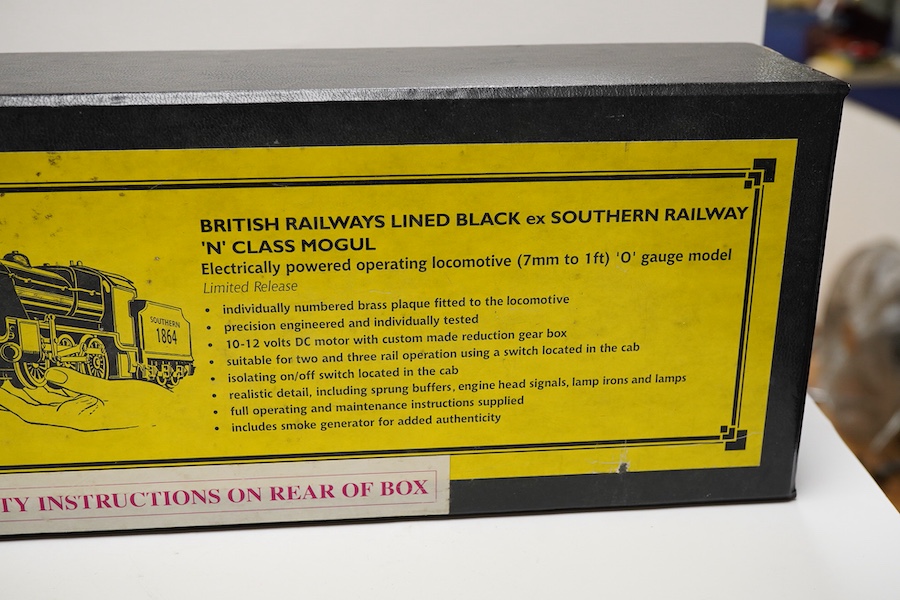 BRITISH RAILWAYS LINED BLACK ex SOUTHERN RAILWAY
'N' CLASS MOGUL
Electrically powered operating locomotive (7mm to 1ft) 'O' gauge model
Limited Release
• individually numbered brass plaque fitted to the locomotive
• precision engineered and individually tested
• 10-12 volts DC motor with custom made reduction gear box
• suitable for two and three rail operation using a switch located in the cab
• isolating on/off switch located in the cab
• realistic detail, including sprung buffers, engine head signals, lamp irons and lamps
• full operating and maintenance instructions supplied
• includes smoke generator for added authenticity
SOUTHERN
1864
TY INSTRUCTIONS ON REAR OF BOX